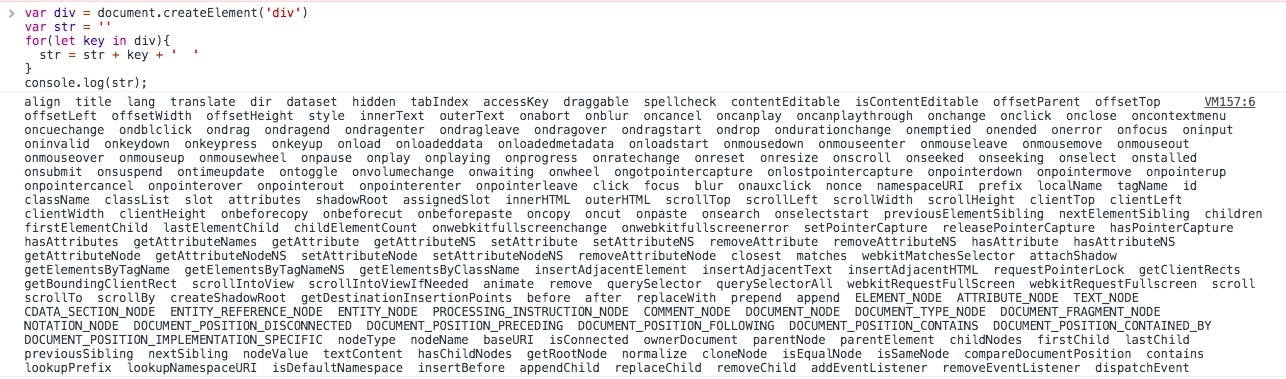 > var div = document.createElement('div')
var str = ''
for(let key in div){
  str = str + key + '  '
}
console.log(str);
align  title  lang  translate  dir  dataset  hidden  tabIndex  accessKey  draggable  spellcheck  contentEditable  isContentEditable  offsetParent  offsetTop  VM157:6
offsetLeft  offsetWidth  offsetHeight  style  innerText  outerText  onabort  onblur  oncancel  oncanplay  oncanplaythrough  onchange  onclick  onclose  oncontextmenu
oncuechange  ondblclick  ondrag  ondragend  ondragenter  ondragleave  ondragover  ondragstart  ondrop  ondurationchange  onemptied  onended  onerror  onfocus  oninput
oninvalid  onkeydown  onkeypress  onkeyup  onload  onloadeddata  onloadedmetadata  onloadstart  onmousedown  onmouseenter  onmouseleave  onmousemove  onmouseout
onmouseover  onmouseup  onmousewheel  onpause  onplay  onplaying  onprogress  onratechange  onreset  onresize  onscroll  onseeked  onseeking  onselect  onstalled
onsubmit  onsuspend  ontimeupdate  ontoggle  onvolumechange  onwaiting  onwheel  ongotpointercapture  onlostpointercapture  onpointerdown  onpointermove  onpointerup
onpointercancel  onpointerover  onpointerout  onpointerenter  onpointerleave  click  focus  blur  onauxclick  nonce  namespaceURI  prefix  localName  tagName  id
className  classList  slot  attributes  shadowRoot  assignedSlot  innerHTML  outerHTML  scrollTop  scrollLeft  scrollWidth  scrollHeight  clientTop  clientLeft
clientWidth  clientHeight  onbeforecopy  onbeforecut  onbeforepaste  oncopy  oncut  onpaste  onsearch  onselectstart  previousElementSibling  nextElementSibling  children
firstElementChild  lastElementChild  childElementCount  onwebkitfullscreenchange  onwebkitfullscreenerror  setPointerCapture  releasePointerCapture  hasPointerCapture
hasAttributes  getAttributeNames  getAttribute  getAttributeNS  setAttribute  setAttributeNS  removeAttribute  removeAttributeNS  hasAttribute  hasAttributeNS
getAttributeNode  getAttributeNodeNS  setAttributeNode  setAttributeNodeNS  removeAttributeNode  closest  matches  webkitMatchesSelector  attachShadow
getElementsByTagName  getElementsByTagNameNS  getElementsByClassName  insertAdjacentElement  insertAdjacentText  insertAdjacentHTML  requestPointerLock  getClientRects
getBoundingClientRect  scrollIntoView  scrollIntoViewIfNeeded  animate  remove  querySelector  querySelectorAll  webkitRequestFullScreen  webkitRequestFullscreen  scroll
scrollTo  scrollBy  createShadowRoot  getDestinationInsertionPoints  before  after  replaceWith  prepend  append  ELEMENT_NODE  ATTRIBUTE_NODE  TEXT_NODE
CDATA_SECTION_NODE  ENTITY_REFERENCE_NODE  ENTITY_NODE  PROCESSING_INSTRUCTION_NODE  COMMENT_NODE  DOCUMENT_NODE  DOCUMENT_TYPE_NODE  DOCUMENT_FRAGMENT_NODE
NOTATION_NODE  DOCUMENT_POSITION_DISCONNECTED  DOCUMENT_POSITION_PRECEDING  DOCUMENT_POSITION_FOLLOWING  DOCUMENT_POSITION_CONTAINS  DOCUMENT_POSITION_CONTAINED_BY
DOCUMENT_POSITION_IMPLEMENTATION_SPECIFIC  nodeType  nodeName  baseURI  isConnected  ownerDocument  parentNode  parentElement  childNodes  firstChild  lastChild
previousSibling  nextSibling  nodeValue  textContent  hasChildNodes  getRootNode  normalize  cloneNode  isEqualNode  isSameNode  compareDocumentPosition  contains
lookupPrefix  lookupNamespaceURI  isDefaultNamespace  insertBefore  appendChild  replaceChild  removeChild  addEventListener  removeEventListener  dispatchEvent